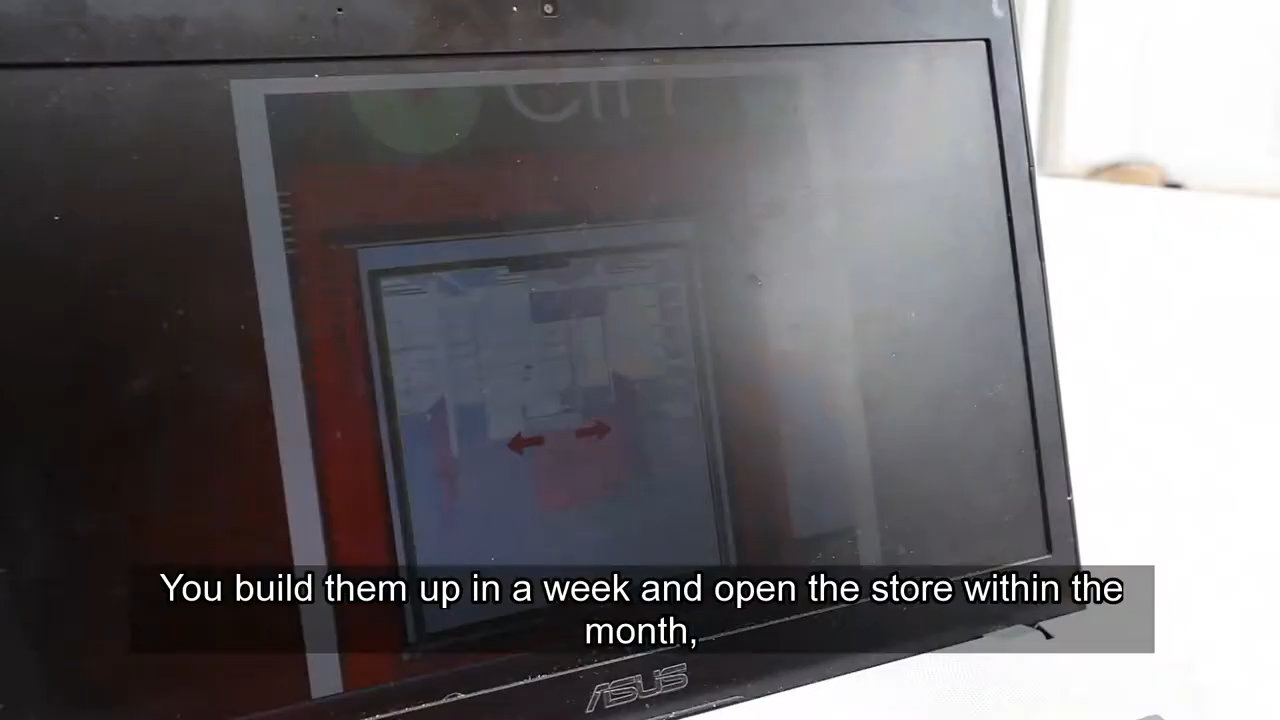 You build them up in a week and open the store within the
month,
ASUS